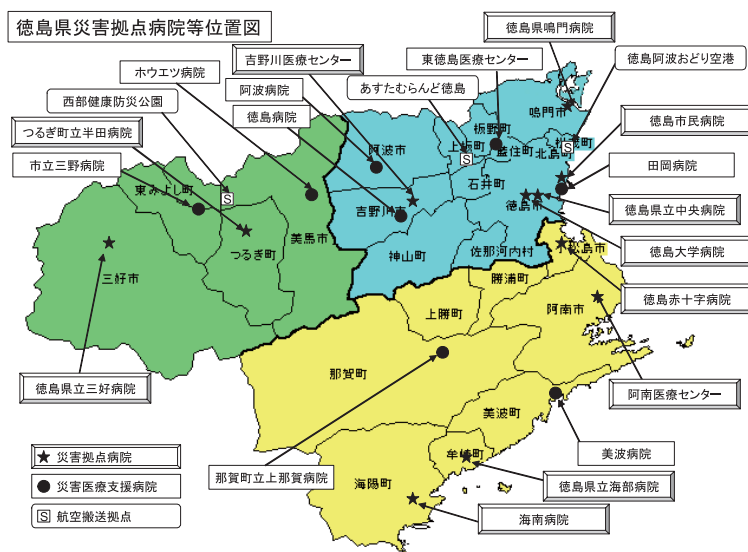 徳島県災害拠点病院等位置図
徳島県鳴門病院
吉野川医療センター
東徳島医療センター
徳島阿波おどり空港
ホウエツ病院
阿波病院
あすたむらんど徳島
西部健康防災公園
徳島病院
つるぎ町立半田病院
市立三野病院
徳島市民病院
田岡病院
徳島県立中央病院
徳島大学病院
徳島赤十字病院
阿南医療センター
美波病院
徳島県立海部病院
海南病院
那賀町立上那賀病院
徳島県立三好病院
鳴門市
板野町
松茂町
上板町
藍住町
北島町
阿波市
石井町
徳島市
吉野川市
東みよし町
美馬市
つるぎ町
三好市
神山町
佐那河内村
小松島市
勝浦町
上勝町
阿南市
那賀町
美波町
牟岐町
海陽町
S
S
S
災害拠点病院
災害医療支援病院
S 航空搬送拠点